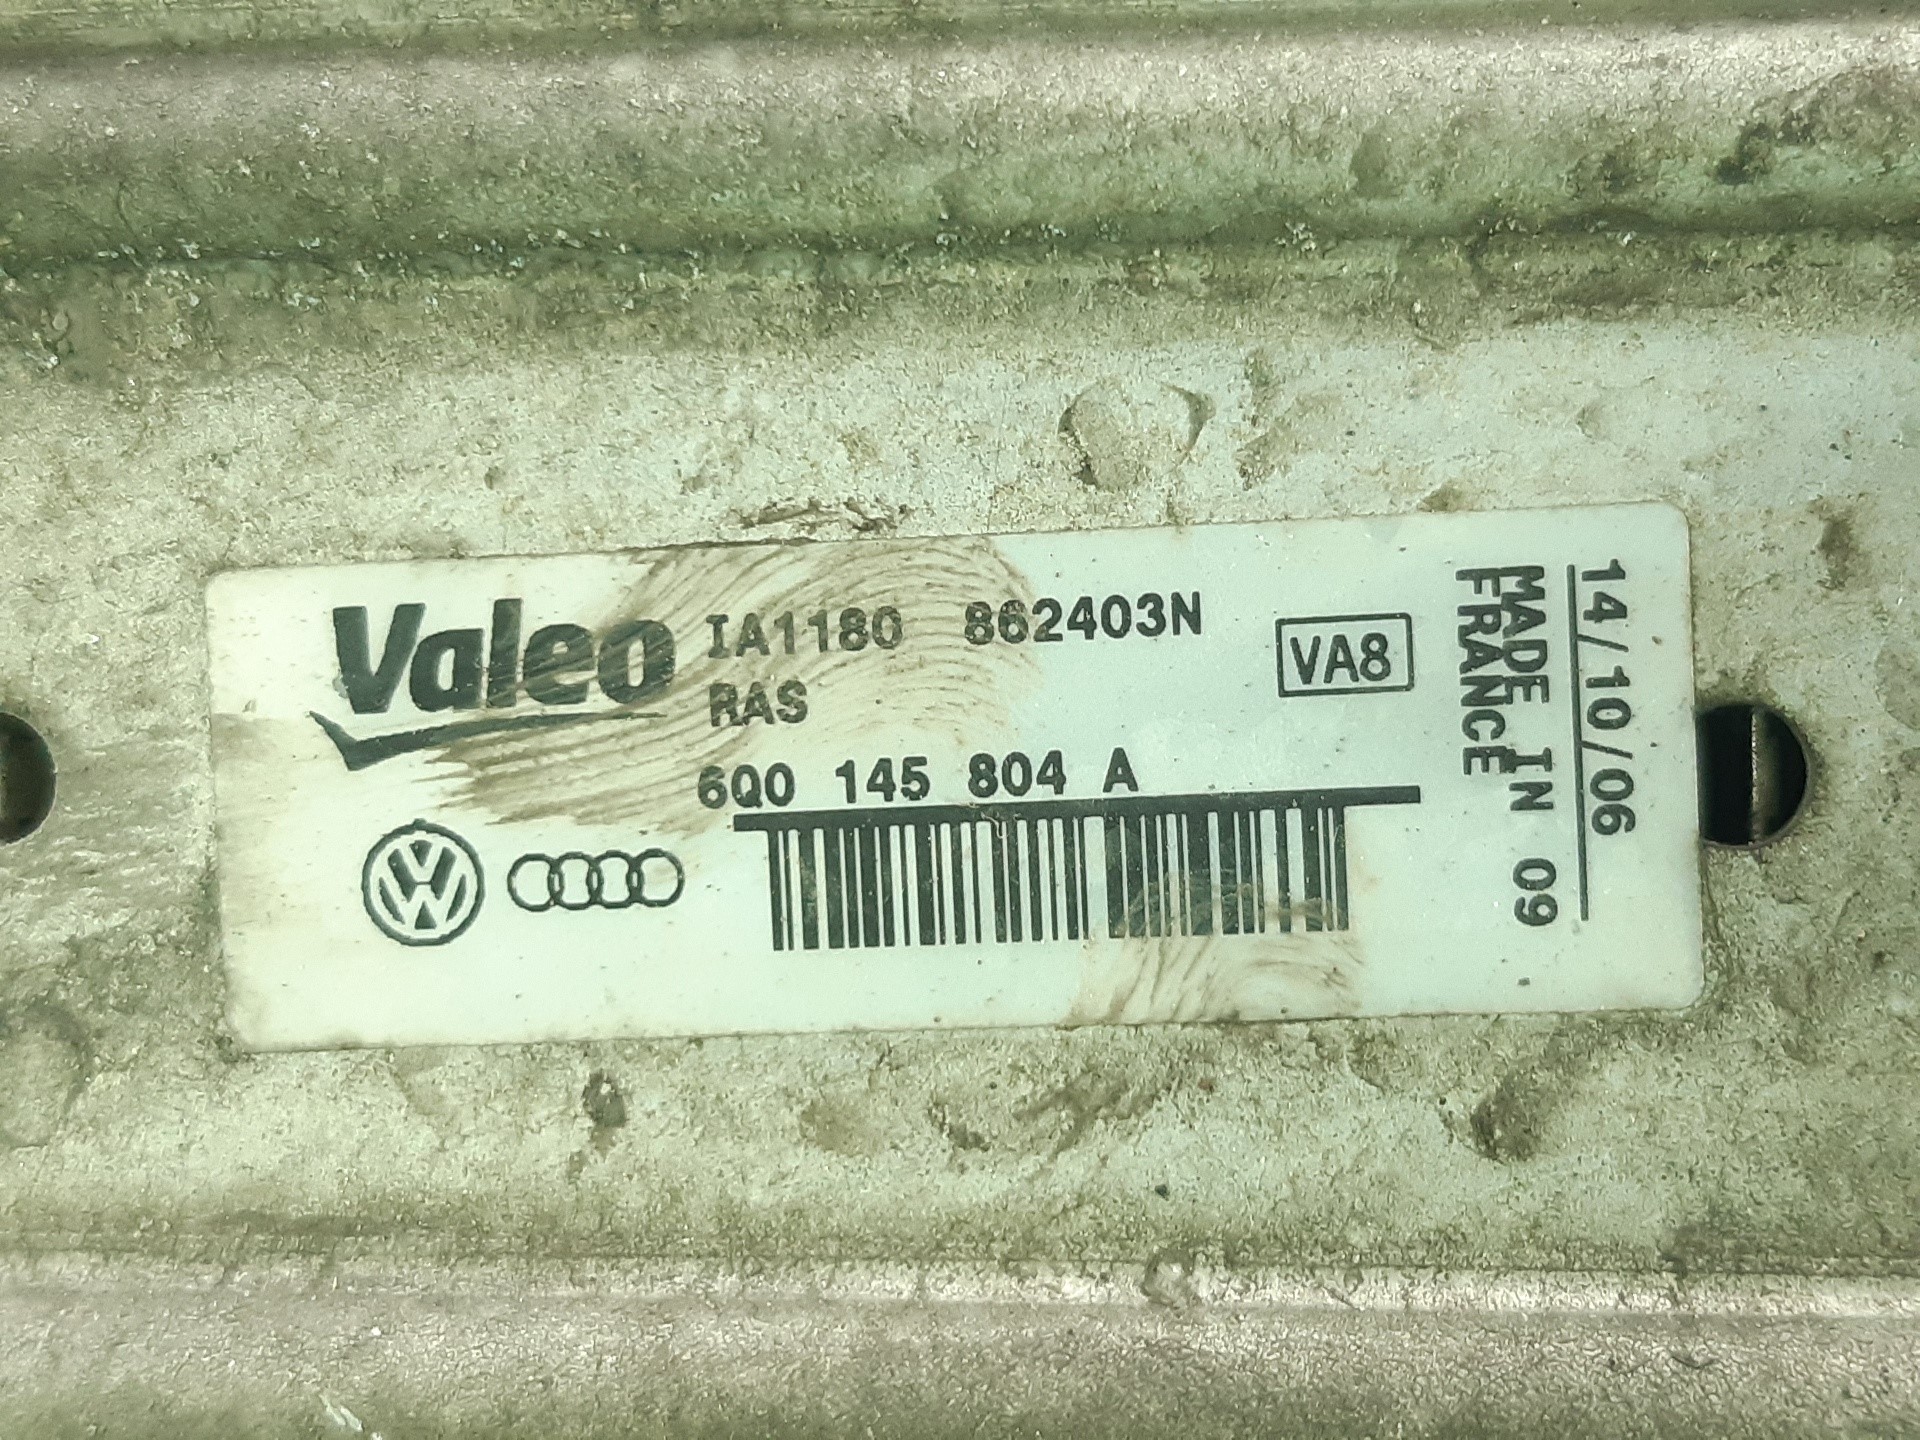 Valeo IA1180 862403N
RAS
VA8
6Q0 145 804 A
14/10/06
MADE IN 09
FRANCE